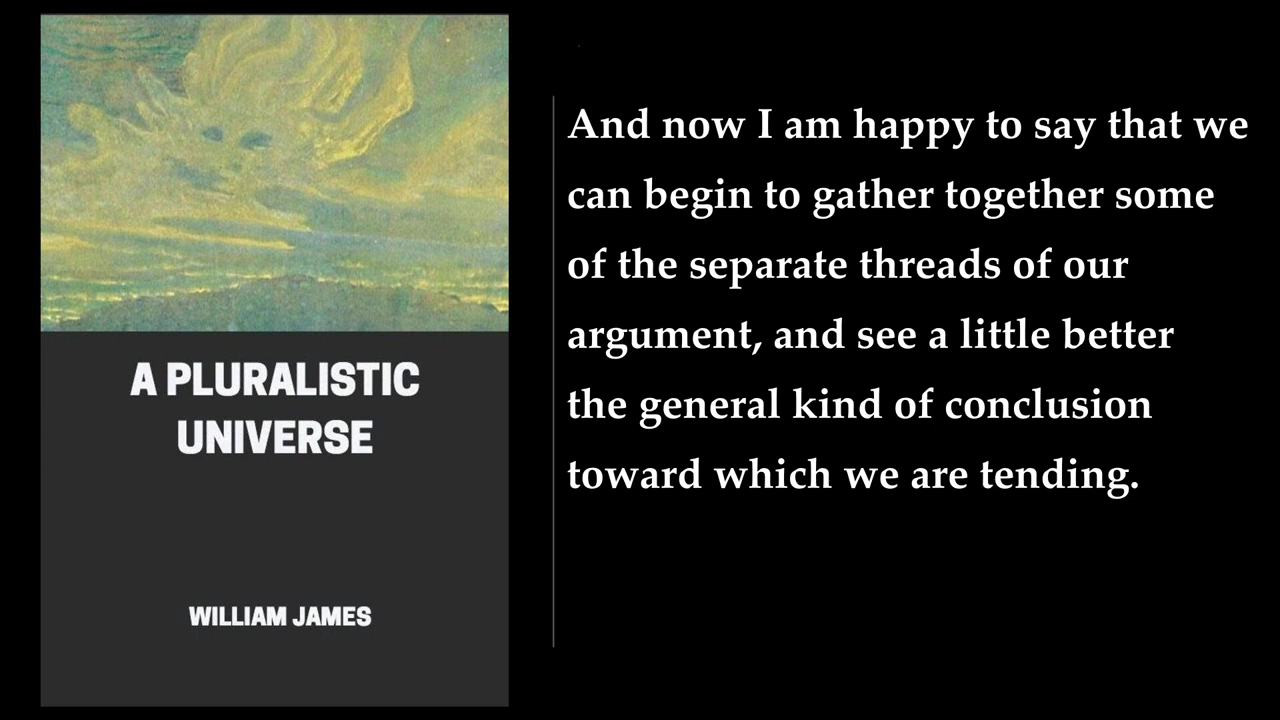 A PLURALISTIC
UNIVERSE
WILLIAM JAMES
And now I am happy to say that we
can begin to gather together some
of the separate threads of our
argument, and see a little better
the general kind of conclusion
toward which we are tending.